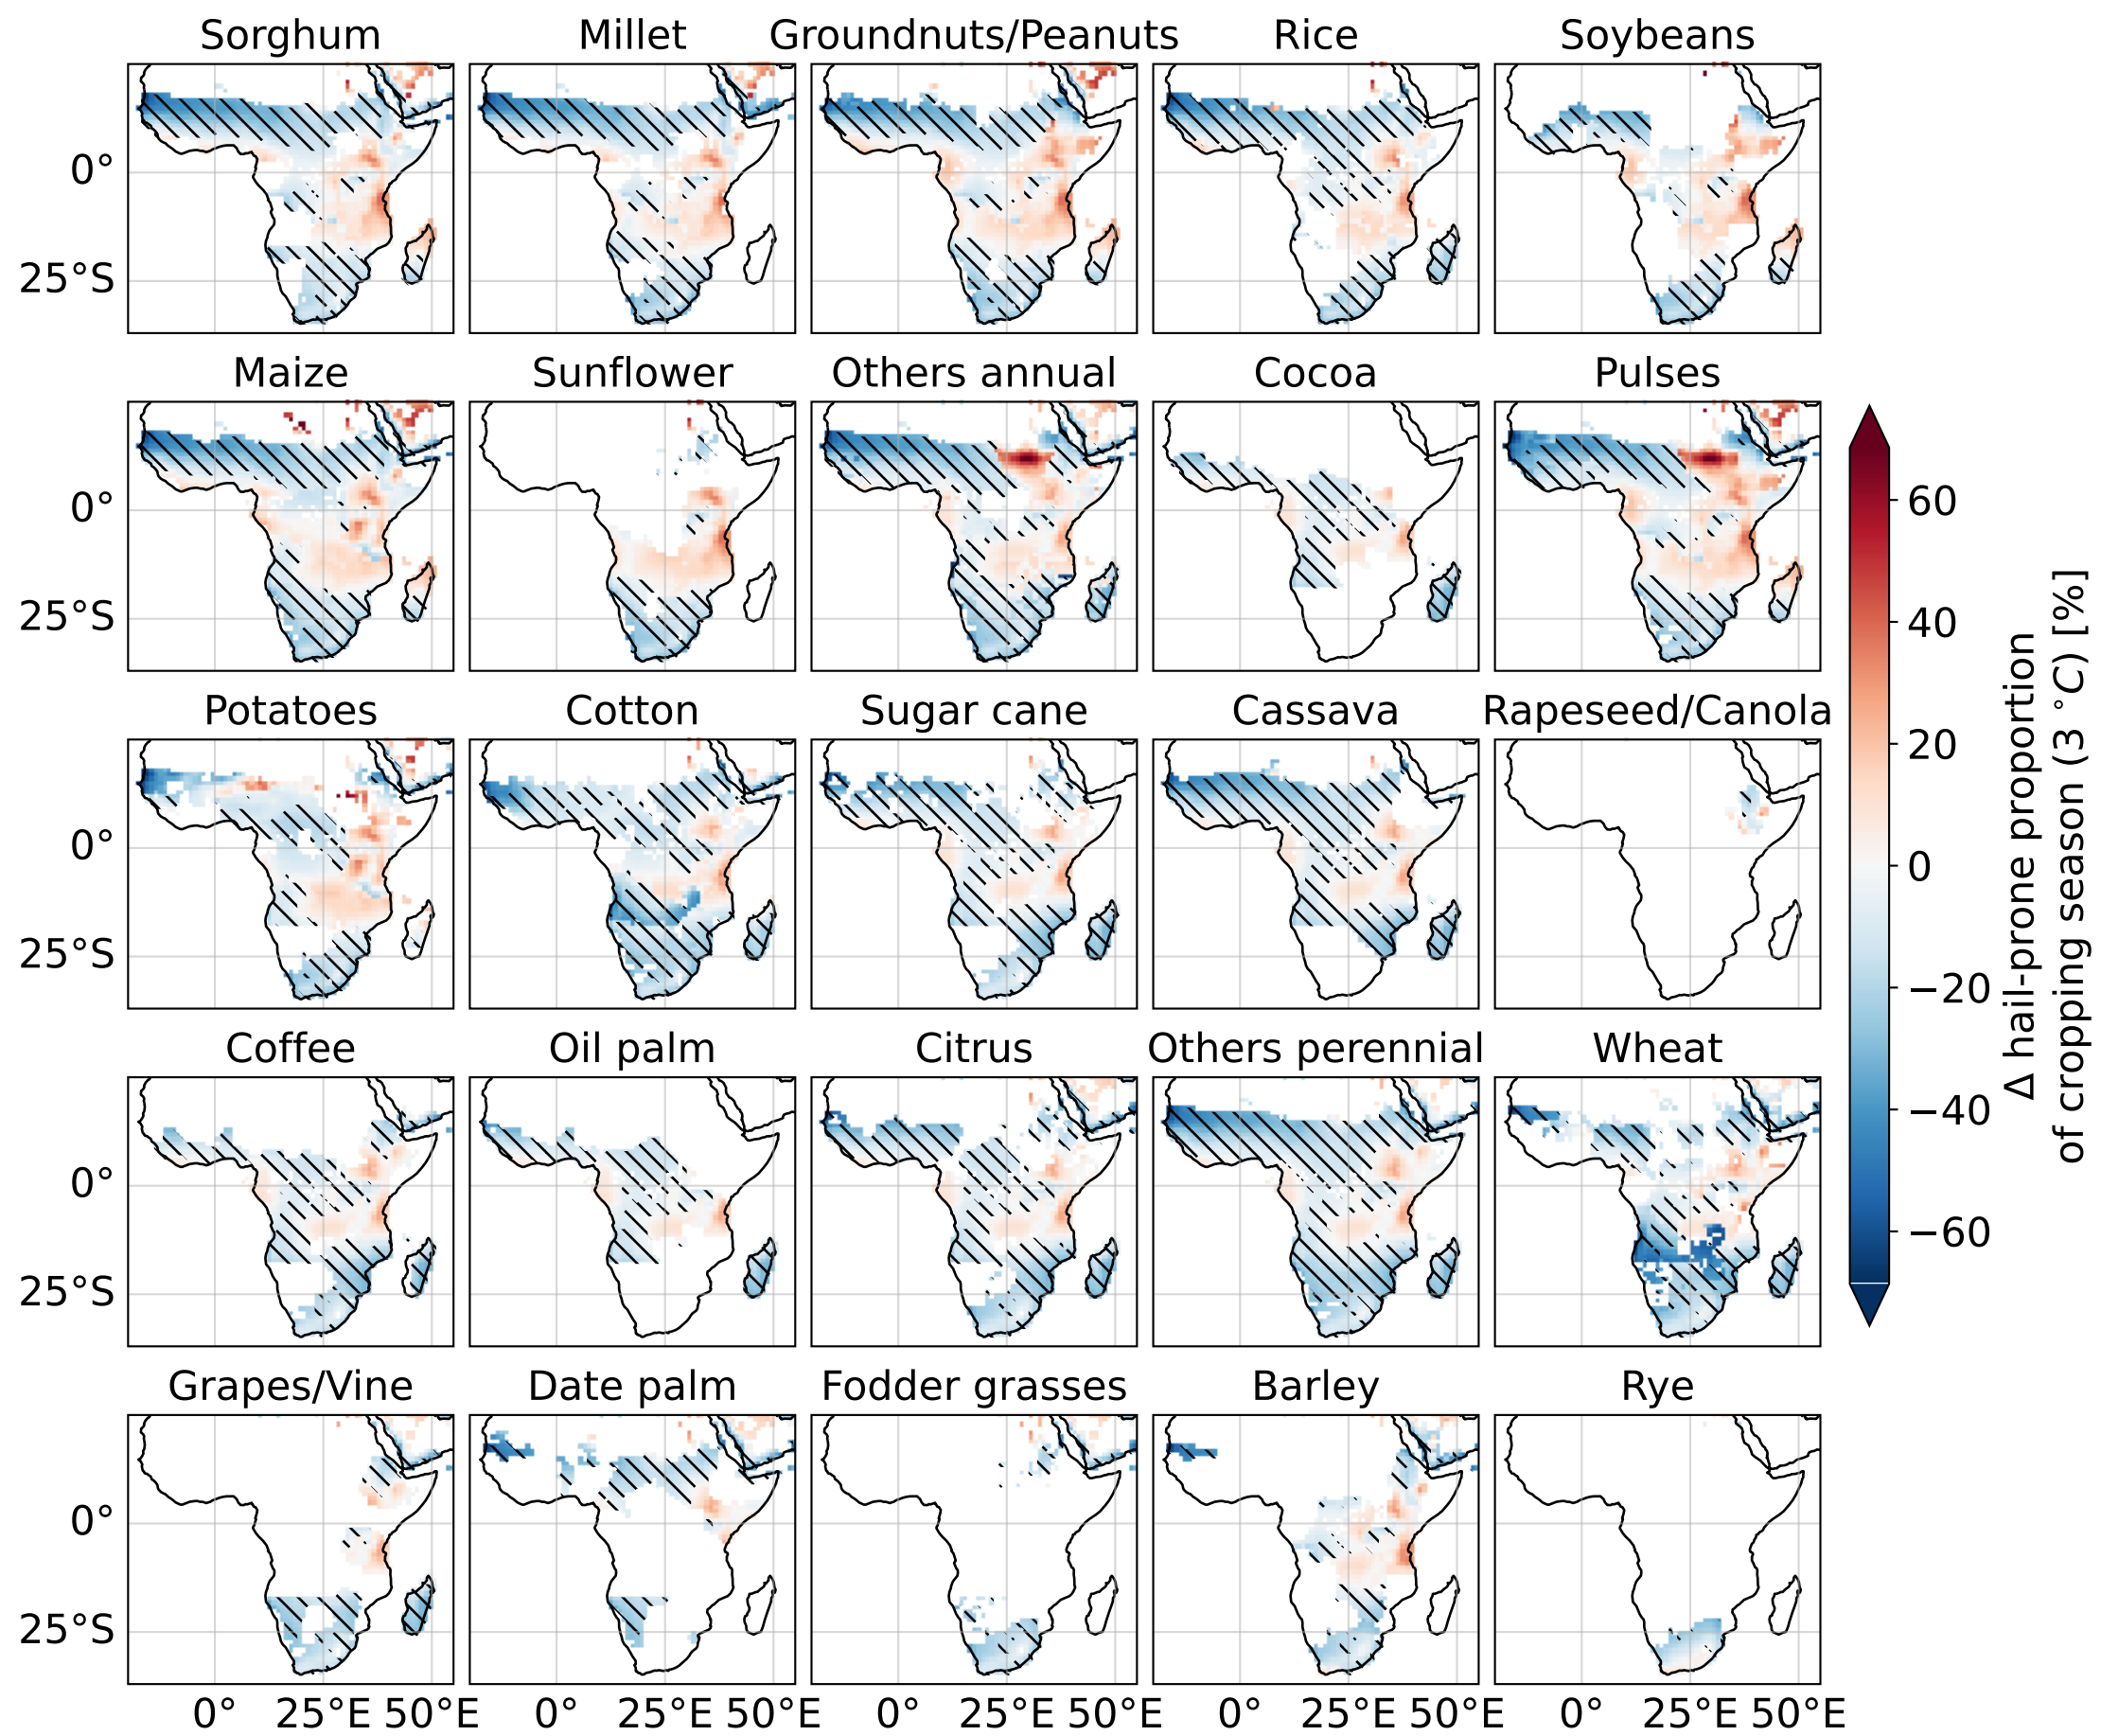 Sorghum Millet Groundnuts/Peanuts Rice Soybeans
0°
25°S
Maize Sunflower Others annual Cocoa Pulses
0°
25°S
Potatoes Cotton Sugar cane Cassava Rapeseed/Canola
0°
25°S
Coffee Oil palm Citrus Others perennial Wheat
0°
25°S
Grapes/Vine Date palm Fodder grasses Barley Rye
0°
25°S
0° 25°E 50°E 0° 25°E 50°E 0° 25°E 50°E 0° 25°E 50°E 0° 25°E 50°E
60
40
20
0
−20
−40
−60
Δ hail-prone proportion
of cropping season (3 °C) [%]